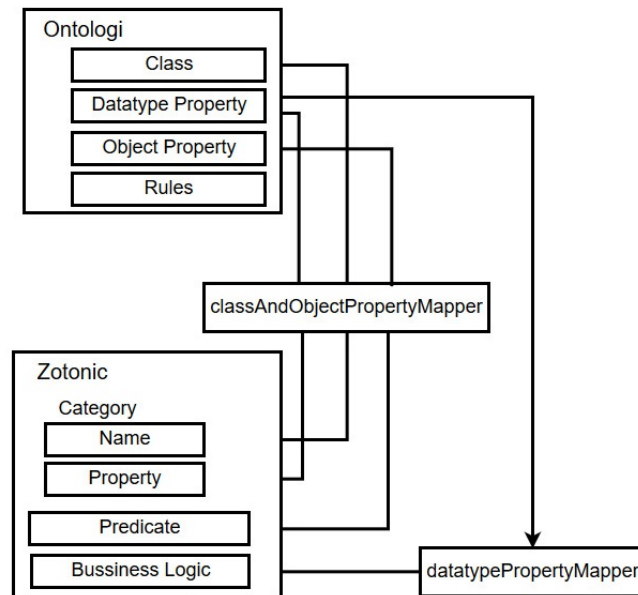 Ontologi
Class
Datatype Property
Object Property
Rules
classAndObjectPropertyMapper
Zotonic
Category
Name
Property
Predicate
Bussiness Logic
datatypePropertyMapper